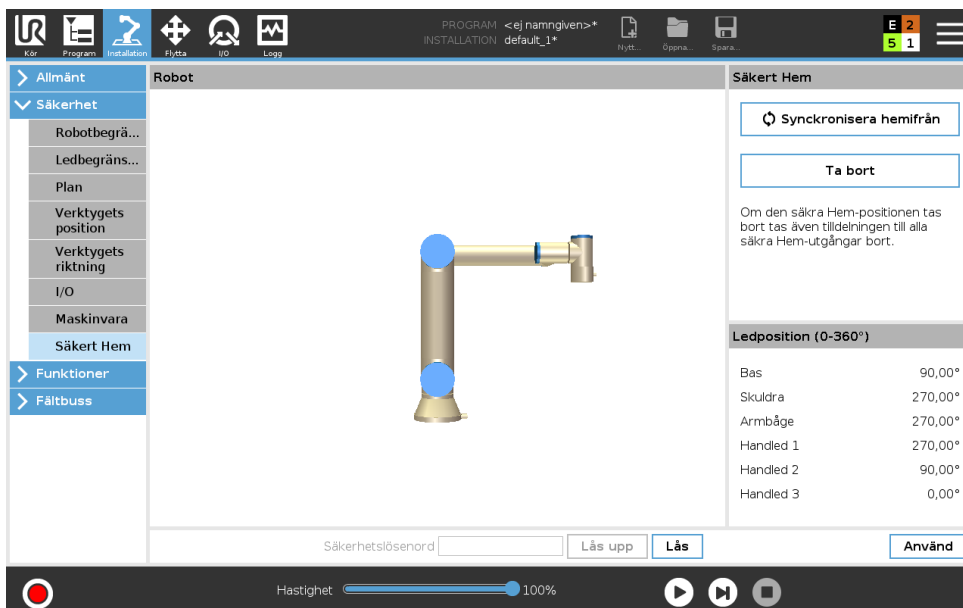 UR
Kör
Program
Installation
Flytta
I/O
Logg
PROGRAM <ej namngiven>*
INSTALLATION default_1*
Nytt...
Öppna...
Spara...
E 2
5 1
Allmänt
Säkerhet
Robotbegrä...
Ledbegräns...
Plan
Verktygets
position
Verktygets
riktning
I/O
Maskinvara
Säkert Hem
Funktioner
Fältbuss
Robot
Säkert Hem
Synckronisera hemifrån
Ta bort
Om den säkra Hem-positionen tas
bort tas även tilldelningen till alla
säkra Hem-utgångar bort.
Ledposition (0-360°)
Bas 90,00°
Skuldra 270,00°
Armbåge 270,00°
Handled 1 270,00°
Handled 2 90,00°
Handled 3 0,00°
Säkerhetslösenord
Lås upp
Lås
Använd
Hastighet 100%